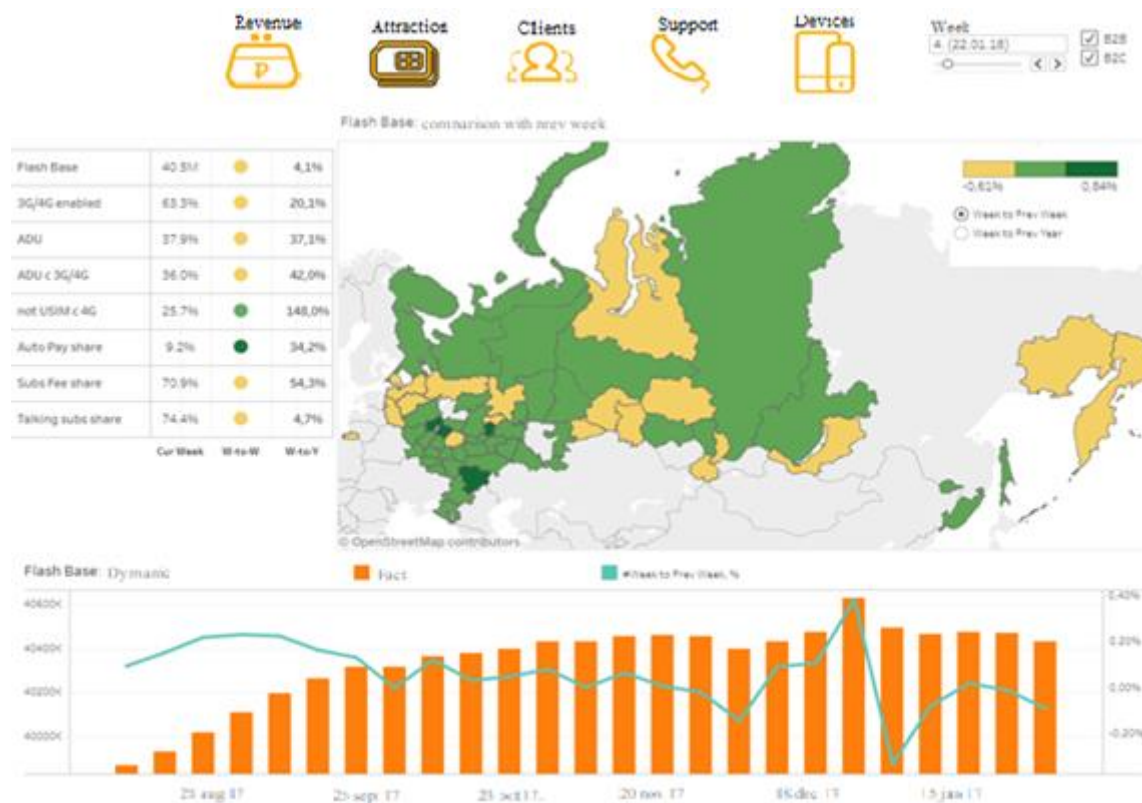 Revenue
Attraction
Clients
Support
Devices
Week
4 (22.01.18)
B2B
B2C
₽
Flash Base: comparison with prev week
Flash Base 40.5M 4,1%
3G/4G enabled 63.3% 20,1%
ADU 37.9% 37,1%
ADU c 3G/4G 36.0% 42,0%
not USIM c 4G 25.7% 148,0%
Auto Pay share 9.2% 34,2%
Subs Fee share 70.9% 54,3%
Talking subs share 74.4% 4,7%
Cur Week W-to-W W-to-Y
-0,61% 0,84%
Week to Prev Week
Week to Prev Year
© OpenStreetMap contributors
Flash Base: Dymamic
Fact
#Week to Prev Week, %
40600K
40400K
40200K
40000K
0.40%
0.20%
0.00%
-0.20%
aug 17
sept 17
oct 17
20 nov 17
dec 17
15 jan 17